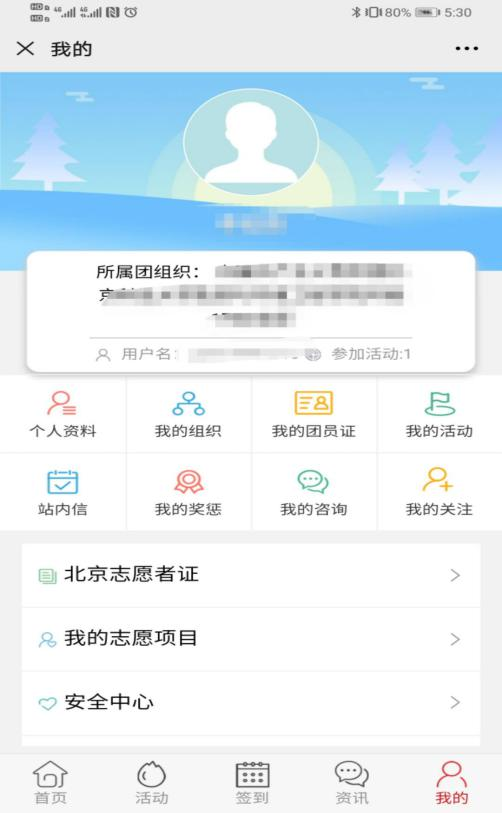 HD 4G 4G 80% 5:30
我的
所属团组织：
京
用户名: 参加活动:1
个人资料 我的组织 我的团员证 我的活动
站内信 我的奖惩 我的咨询 我的关注
北京志愿者证
我的志愿项目
安全中心
首页 活动 签到 资讯 我的